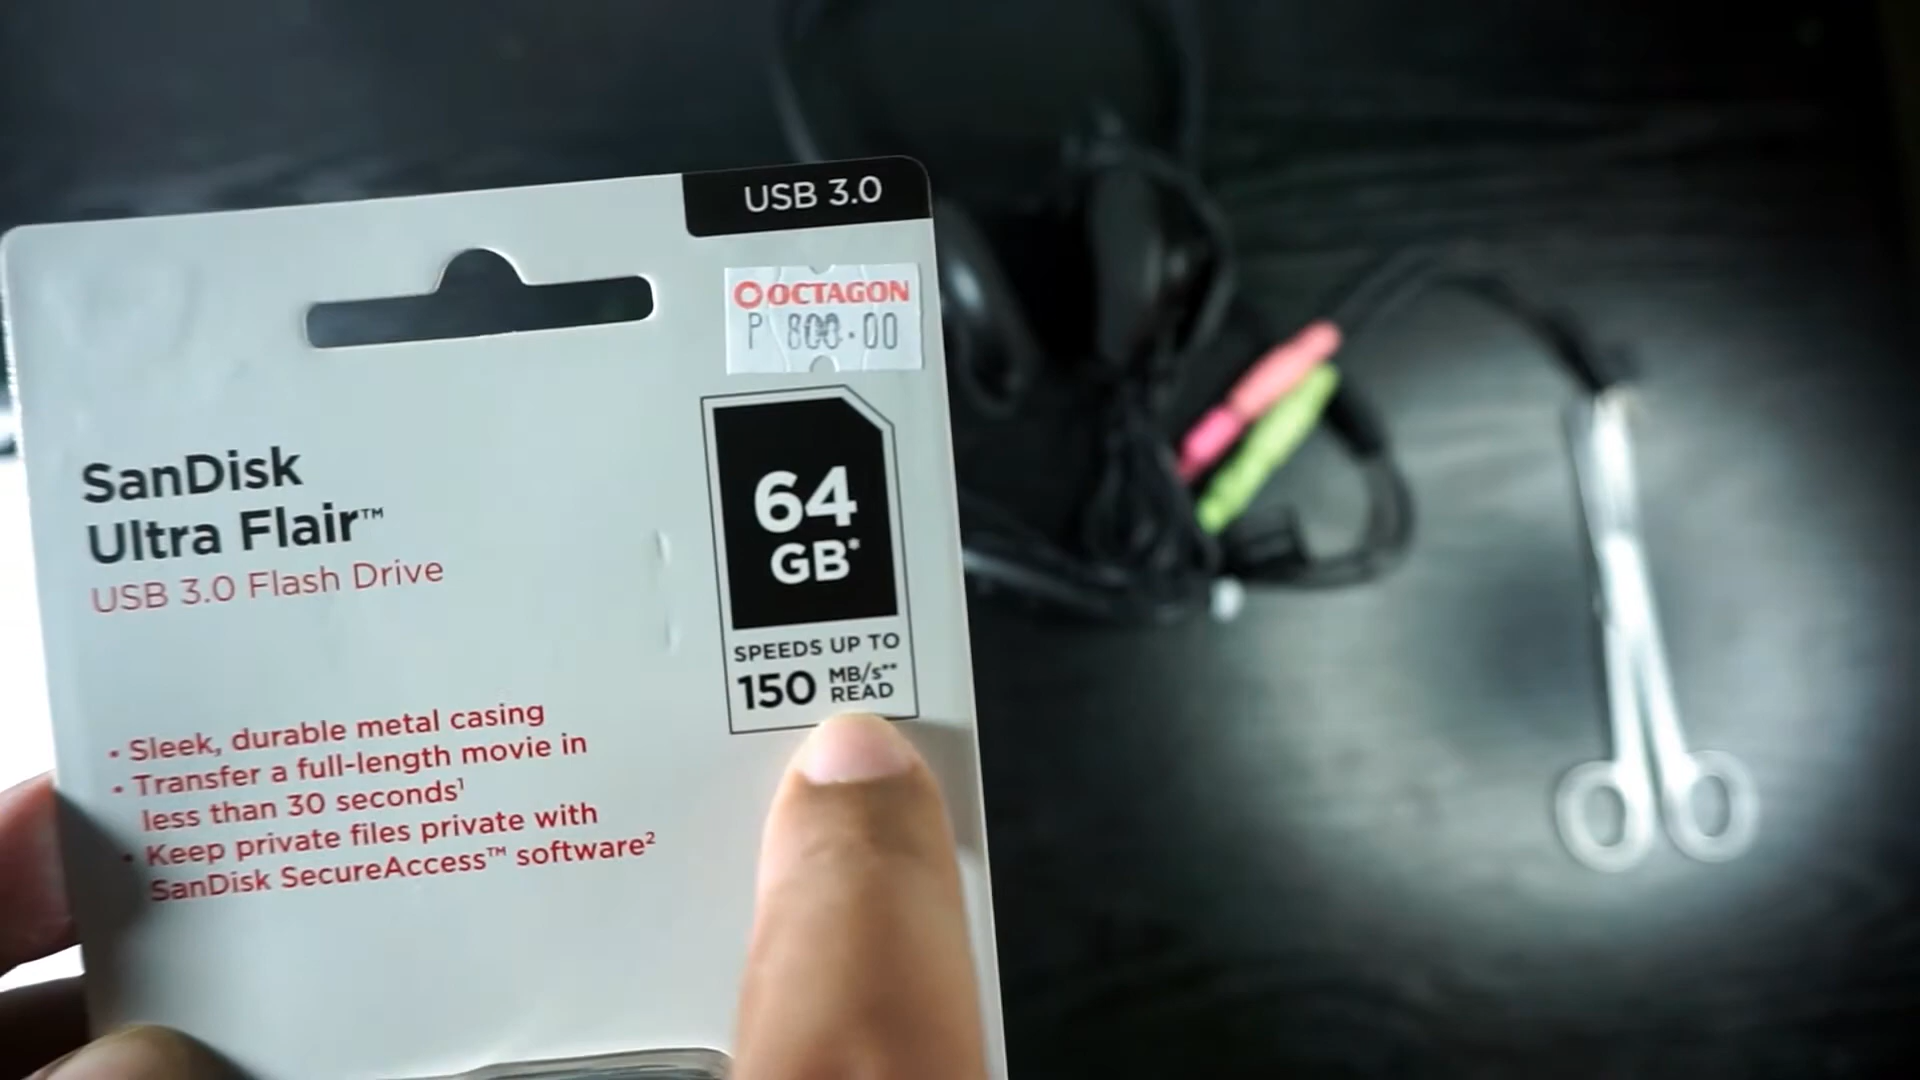 USB 3.0
OCTAGON
P 800.00
SanDisk
Ultra Flair™
USB 3.0 Flash Drive
64
GB*
SPEEDS UP TO
150 MB/s** READ
• Sleek, durable metal casing
• Transfer a full-length movie in
less than 30 seconds¹
• Keep private files private with
SanDisk SecureAccess™ software²